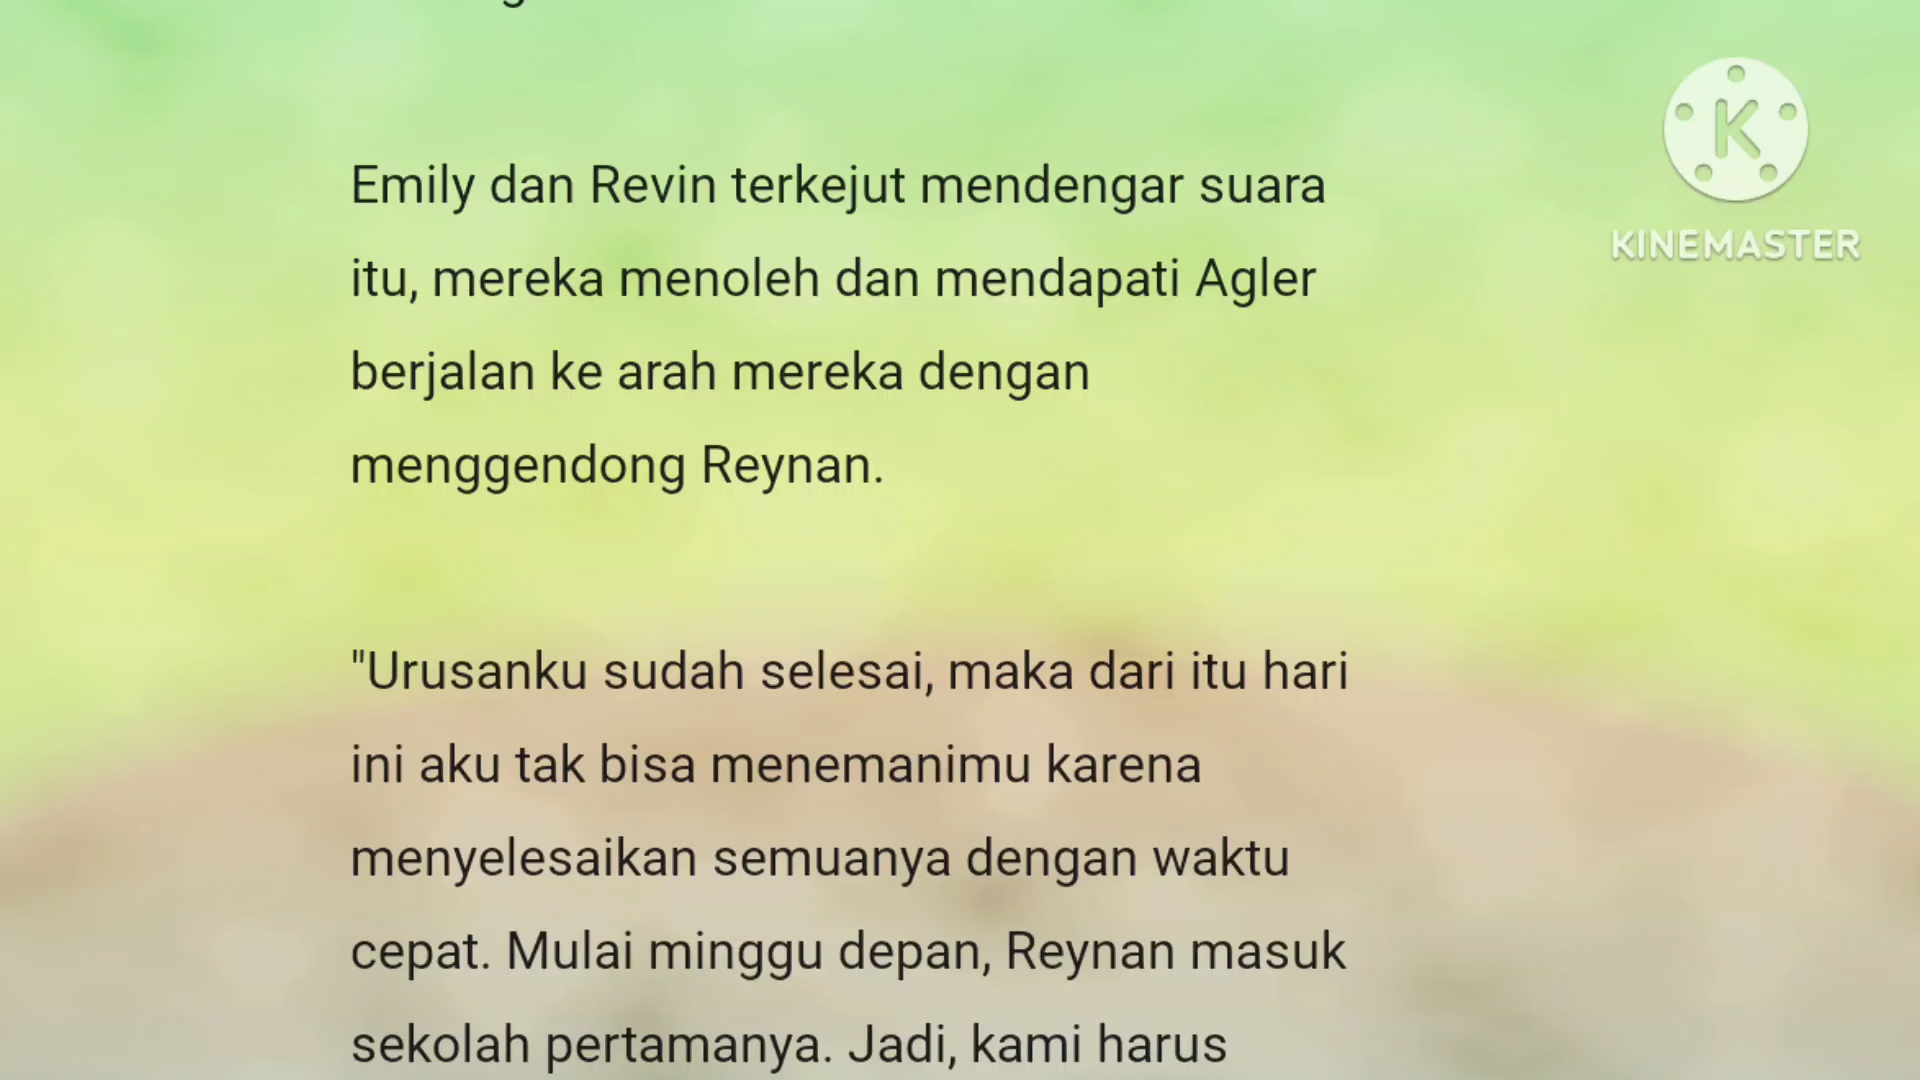 Emily dan Revin terkejut mendengar suara
itu, mereka menoleh dan mendapati Agler
berjalan ke arah mereka dengan
menggendong Reynan.
"Urusanku sudah selesai, maka dari itu hari
ini aku tak bisa menemanimu karena
menyelesaikan semuanya dengan waktu
cepat. Mulai minggu depan, Reynan masuk
sekolah pertamanya. Jadi, kami harus
K
KINEMASTER